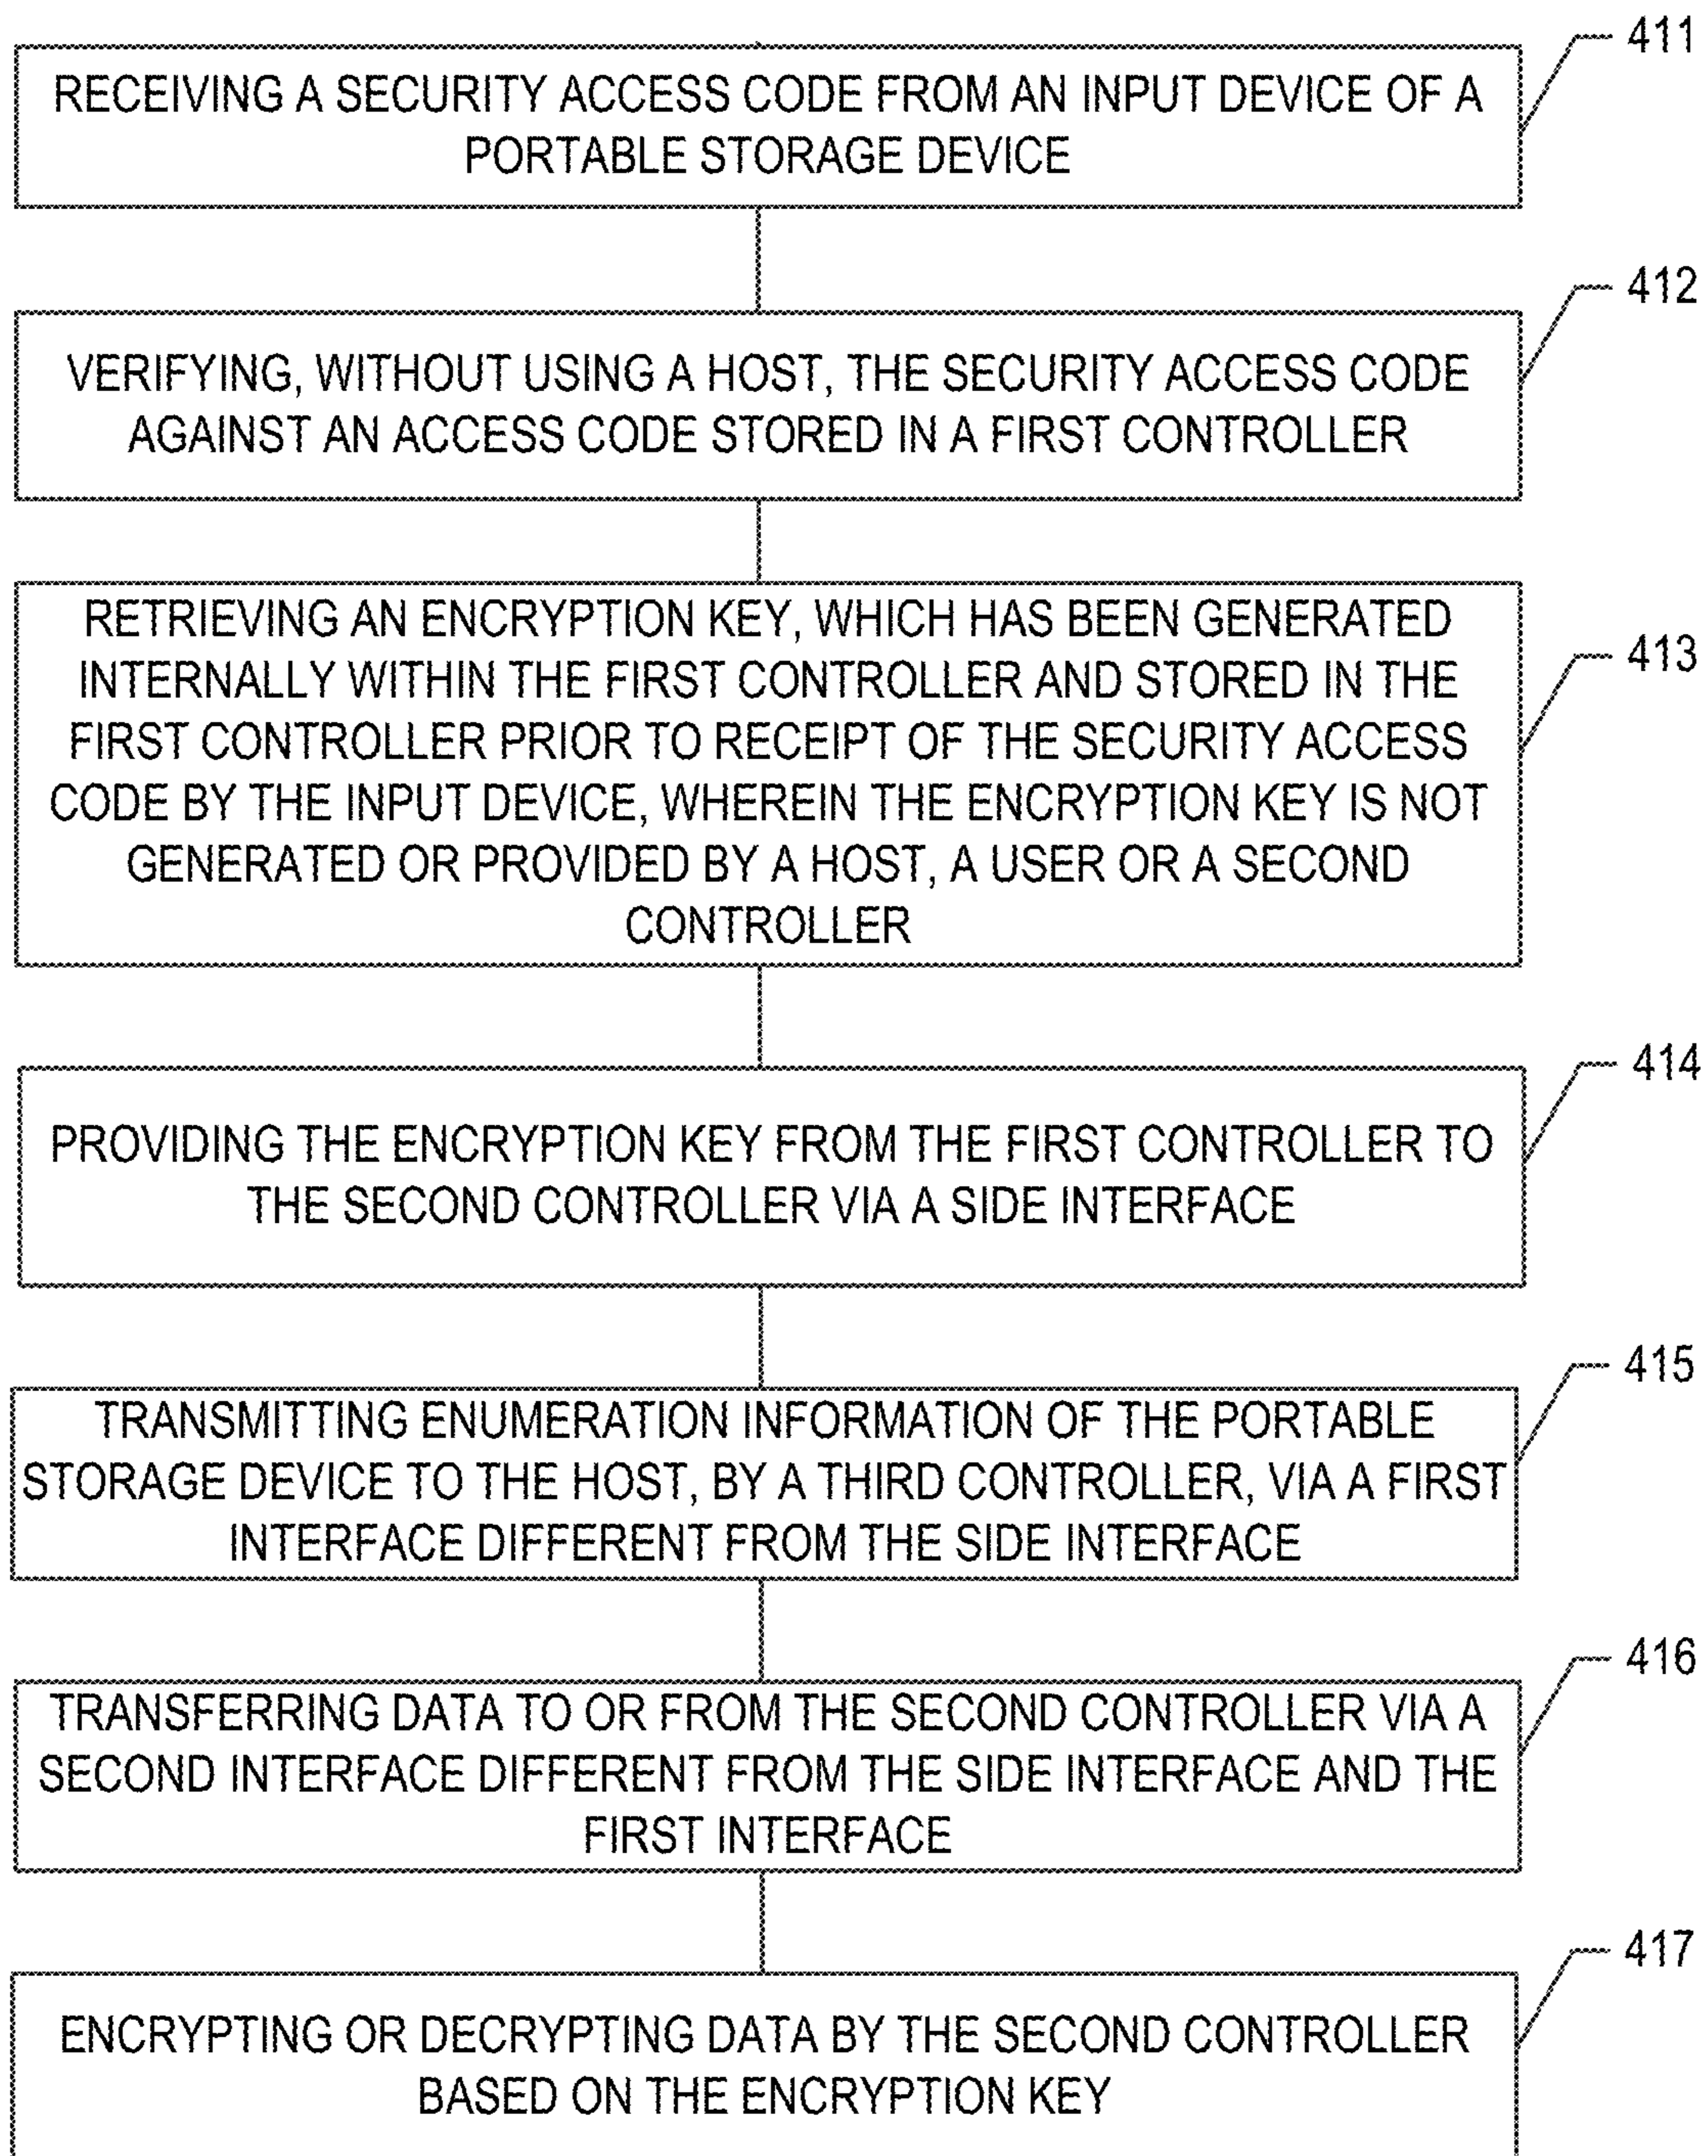 411
RECEIVING A SECURITY ACCESS CODE FROM AN INPUT DEVICE OF A
PORTABLE STORAGE DEVICE
412
VERIFYING, WITHOUT USING A HOST, THE SECURITY ACCESS CODE
AGAINST AN ACCESS CODE STORED IN A FIRST CONTROLLER
413
RETRIEVING AN ENCRYPTION KEY, WHICH HAS BEEN GENERATED
INTERNALLY WITHIN THE FIRST CONTROLLER AND STORED IN THE
FIRST CONTROLLER PRIOR TO RECEIPT OF THE SECURITY ACCESS
CODE BY THE INPUT DEVICE, WHEREIN THE ENCRYPTION KEY IS NOT
GENERATED OR PROVIDED BY A HOST, A USER OR A SECOND
CONTROLLER
414
PROVIDING THE ENCRYPTION KEY FROM THE FIRST CONTROLLER TO
THE SECOND CONTROLLER VIA A SIDE INTERFACE
415
TRANSMITTING ENUMERATION INFORMATION OF THE PORTABLE
STORAGE DEVICE TO THE HOST, BY A THIRD CONTROLLER, VIA A FIRST
INTERFACE DIFFERENT FROM THE SIDE INTERFACE
416
TRANSFERRING DATA TO OR FROM THE SECOND CONTROLLER VIA A
SECOND INTERFACE DIFFERENT FROM THE SIDE INTERFACE AND THE
FIRST INTERFACE
417
ENCRYPTING OR DECRYPTING DATA BY THE SECOND CONTROLLER
BASED ON THE ENCRYPTION KEY